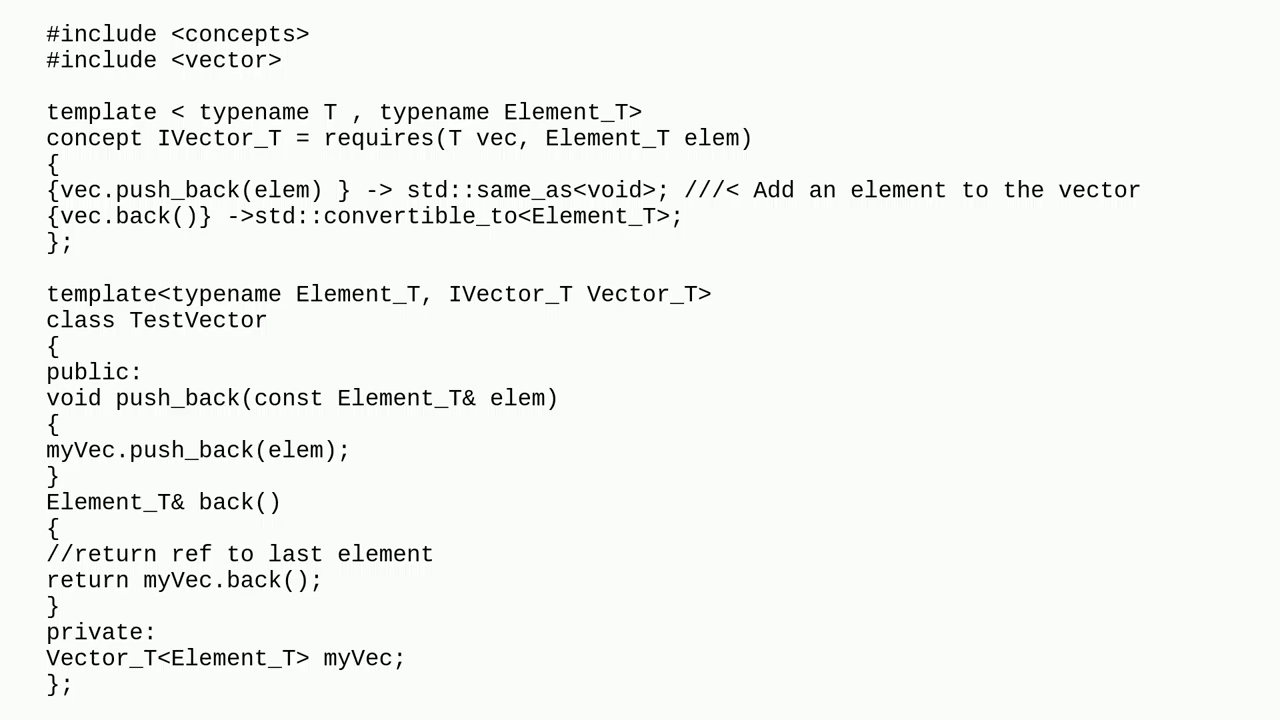 #include <concepts>
#include <vector>
template < typename T , typename Element_T>
concept IVector_T = requires(T vec, Element_T elem)
{
{vec.push_back(elem) } -> std::same_as<void>; ///< Add an element to the vector
{vec.back()} ->std::convertible_to<Element_T>;
};
template<typename Element_T, IVector_T Vector_T>
class TestVector
{
public:
void push_back(const Element_T& elem)
{
myVec.push_back(elem);
}
Element_T& back()
{
//return ref to last element
return myVec.back();
}
private:
Vector_T<Element_T> myVec;
};